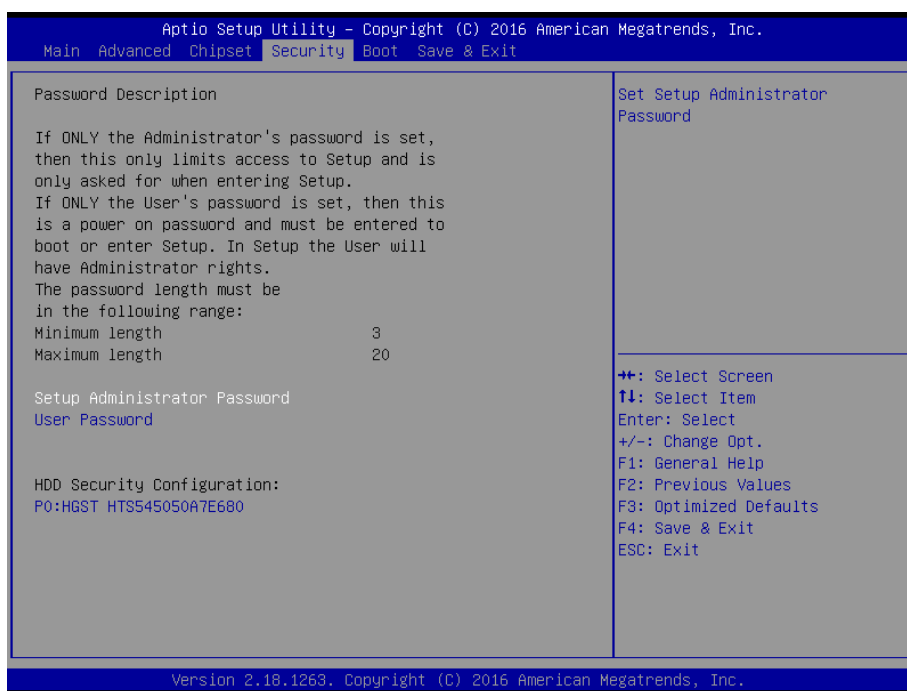 Aptio Setup Utility – Copyright (C) 2016 American Megatrends, Inc.
Main Advanced Chipset Security Boot Save & Exit
Password Description
If ONLY the Administrator's password is set,
then this only limits access to Setup and is
only asked for when entering Setup.
If ONLY the User's password is set, then this
is a power on password and must be entered to
boot or enter Setup. In Setup the User will
have Administrator rights.
The password length must be
in the following range:
Minimum length 3
Maximum length 20
Setup Administrator Password
User Password
HDD Security Configuration:
P0:HGST HTS545050A7E680
Set Setup Administrator
Password
→←: Select Screen
↑↓: Select Item
Enter: Select
+/-: Change Opt.
F1: General Help
F2: Previous Values
F3: Optimized Defaults
F4: Save & Exit
ESC: Exit
Version 2.18.1263. Copyright (C) 2016 American Megatrends, Inc.